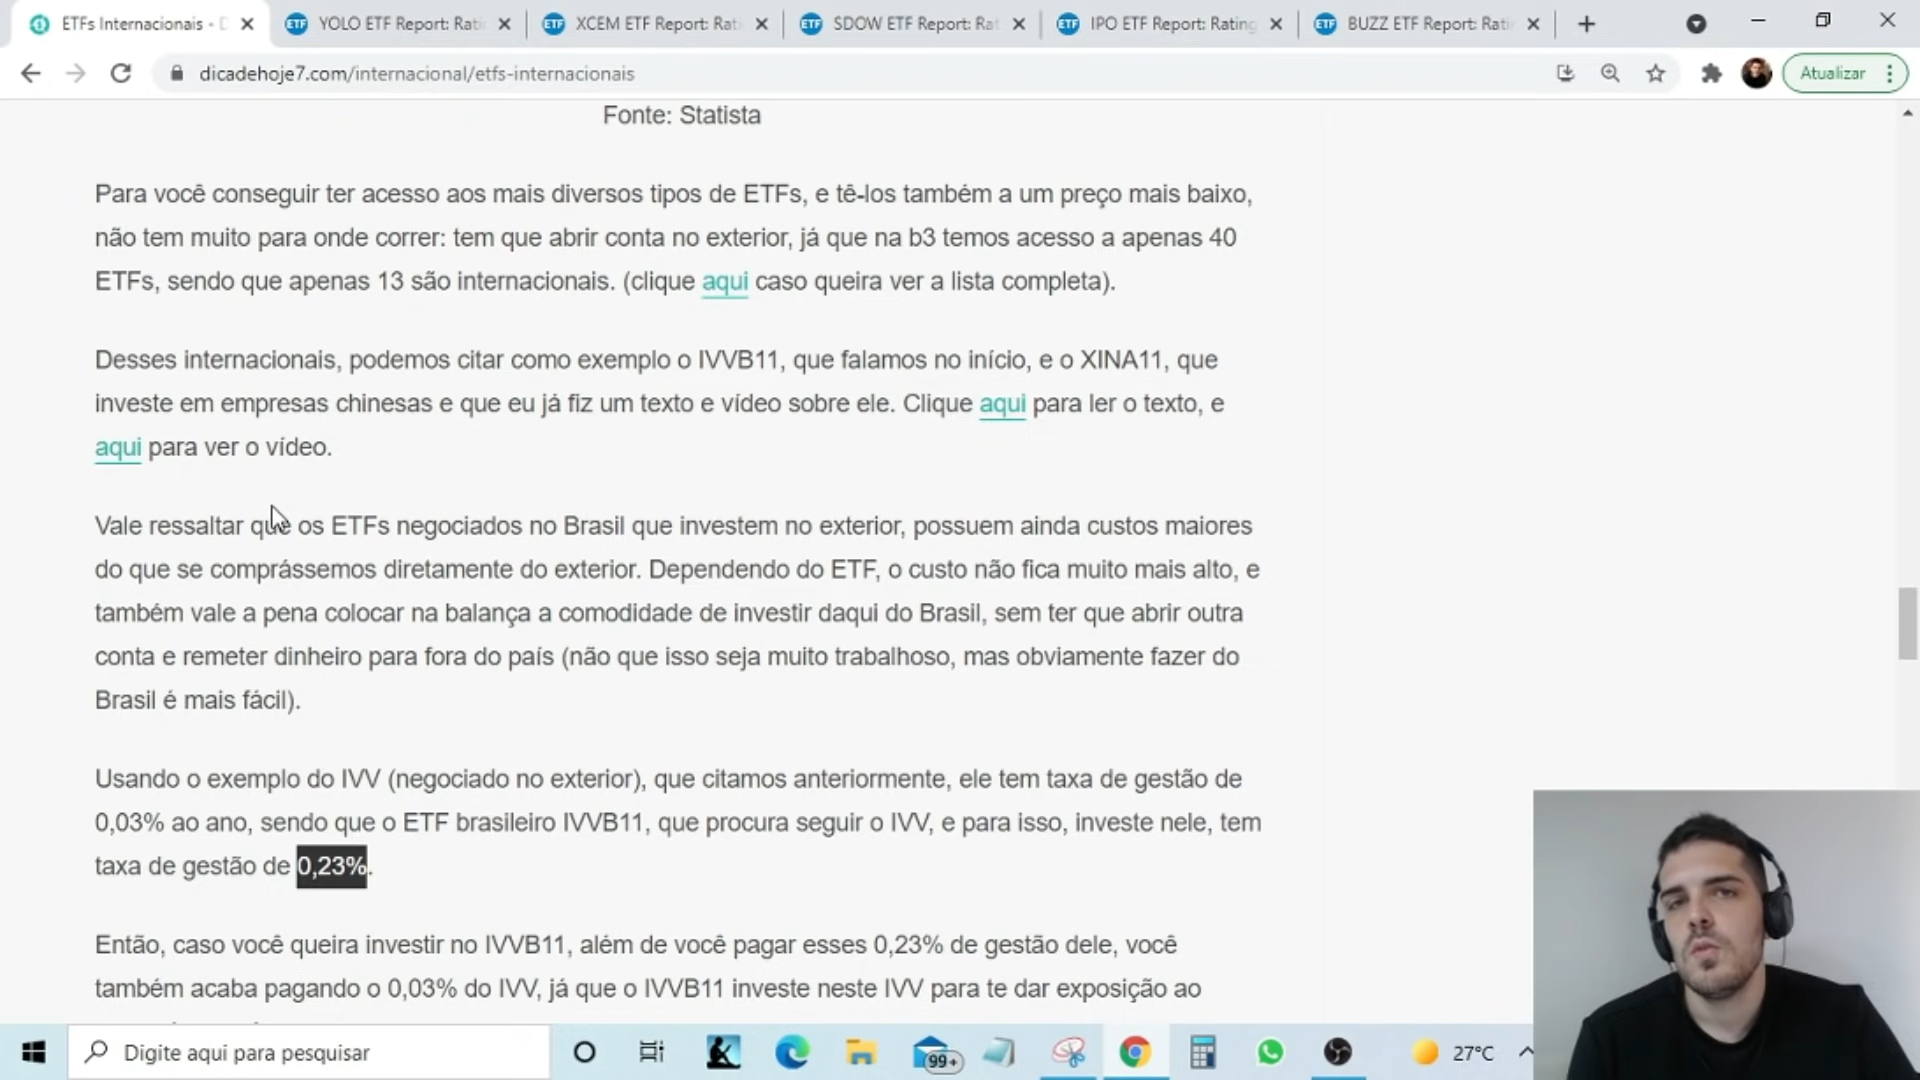 ETFs Internacionais - D
YOLO ETF Report: Rati
XCEM ETF Report: Rati
SDOW ETF Report: Rat
IPO ETF Report: Rating
BUZZ ETF Report: Rati
dicadehoje7.com/internacional/etfs-internacionais
Atualizar
Fonte: Statista
Para você conseguir ter acesso aos mais diversos tipos de ETFs, e tê-los também a um preço mais baixo,
não tem muito para onde correr: tem que abrir conta no exterior, já que na b3 temos acesso a apenas 40
ETFs, sendo que apenas 13 são internacionais. (clique aqui caso queira ver a lista completa).
Desses internacionais, podemos citar como exemplo o IVVB11, que falamos no início, e o XINA11, que
investe em empresas chinesas e que eu já fiz um texto e vídeo sobre ele. Clique aqui para ler o texto, e
aqui para ver o vídeo.
Vale ressaltar que os ETFs negociados no Brasil que investem no exterior, possuem ainda custos maiores
do que se comprássemos diretamente do exterior. Dependendo do ETF, o custo não fica muito mais alto, e
também vale a pena colocar na balança a comodidade de investir daqui do Brasil, sem ter que abrir outra
conta e remeter dinheiro para fora do país (não que isso seja muito trabalhoso, mas obviamente fazer do
Brasil é mais fácil).
Usando o exemplo do IVV (negociado no exterior), que citamos anteriormente, ele tem taxa de gestão de
0,03% ao ano, sendo que o ETF brasileiro IVVB11, que procura seguir o IVV, e para isso, investe nele, tem
taxa de gestão de 0,23%.
Então, caso você queira investir no IVVB11, além de você pagar esses 0,23% de gestão dele, você
também acaba pagando o 0,03% do IVV, já que o IVVB11 investe neste IVV para te dar exposição ao
Digite aqui para pesquisar
99+
27°C